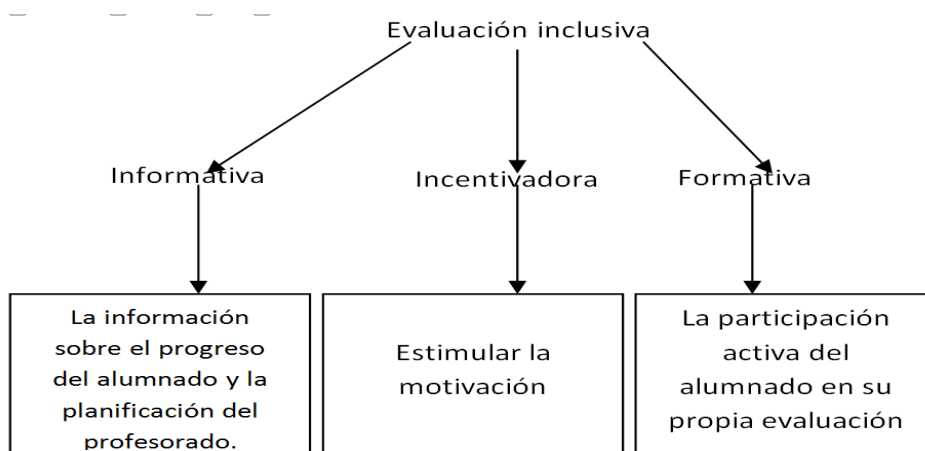 Evaluación inclusiva
Informativa
Incentivadora
Formativa
La información
sobre el progreso
del alumnado y la
planificación del
profesorado.
Estimular la
motivación
La participación
activa del
alumnado en su
propia evaluación